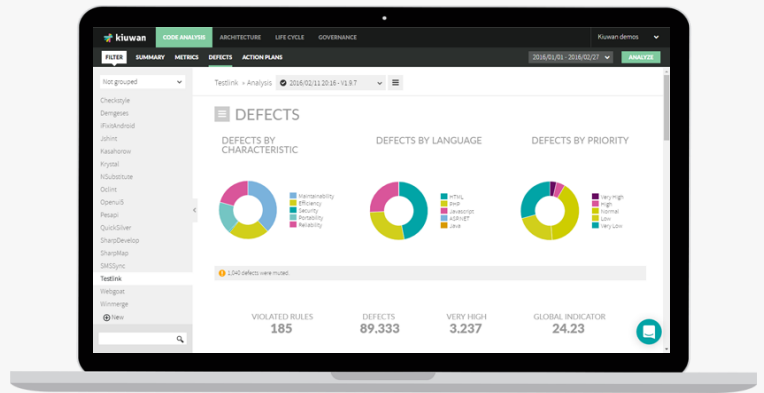 kiuwan CODE ANALYSIS ARCHITECTURE LIFE CYCLE GOVERNANCE Kiuwan demos
FILTER SUMMARY METRICS DEFECTS ACTION PLANS 2016/01/01 - 2016/02/27 ANALYZE
Not grouped
Testlink » Analysis 2016/02/11 20:16 - V1.9.7
Checkstyle
Demgeses
iFixitAndroid
Jshint
Kasahorow
Krystal
NSubstitute
Oclint
OpenuiS
Pesapi
QuickSilver
SharpDevelop
SharpMap
SMSSync
Testlink
Webgoat
Winmerge
New
DEFECTS
DEFECTS BY CHARACTERISTIC
Maintainability
Efficiency
Security
Portability
Reliability
DEFECTS BY LANGUAGE
HTML
PHP
Javascript
ASP.NET
Java
DEFECTS BY PRIORITY
Very High
High
Normal
Low
Very Low
1,040 defects were muted.
VIOLATED RULES
185
DEFECTS
89.333
VERY HIGH
3.237
GLOBAL INDICATOR
24.23